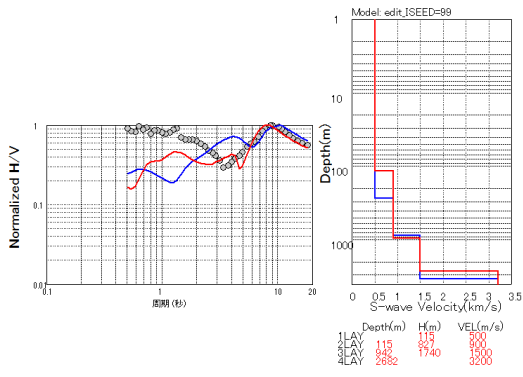 Model: edit_ISEED=99
Normalized H/V
1
0.1
0.01
0.1
1
10
20
周期(秒)
Depth(m)
1
10
100
1000
0
0.5
1
1.5
2
2.5
3
3.5
S-wave Velocity(km/s)
Depth(m) H(m) VEL(m/s)
1LAY 115 500
2LAY 115 827 900
3LAY 942 1740 1500
4LAY 2682 3200